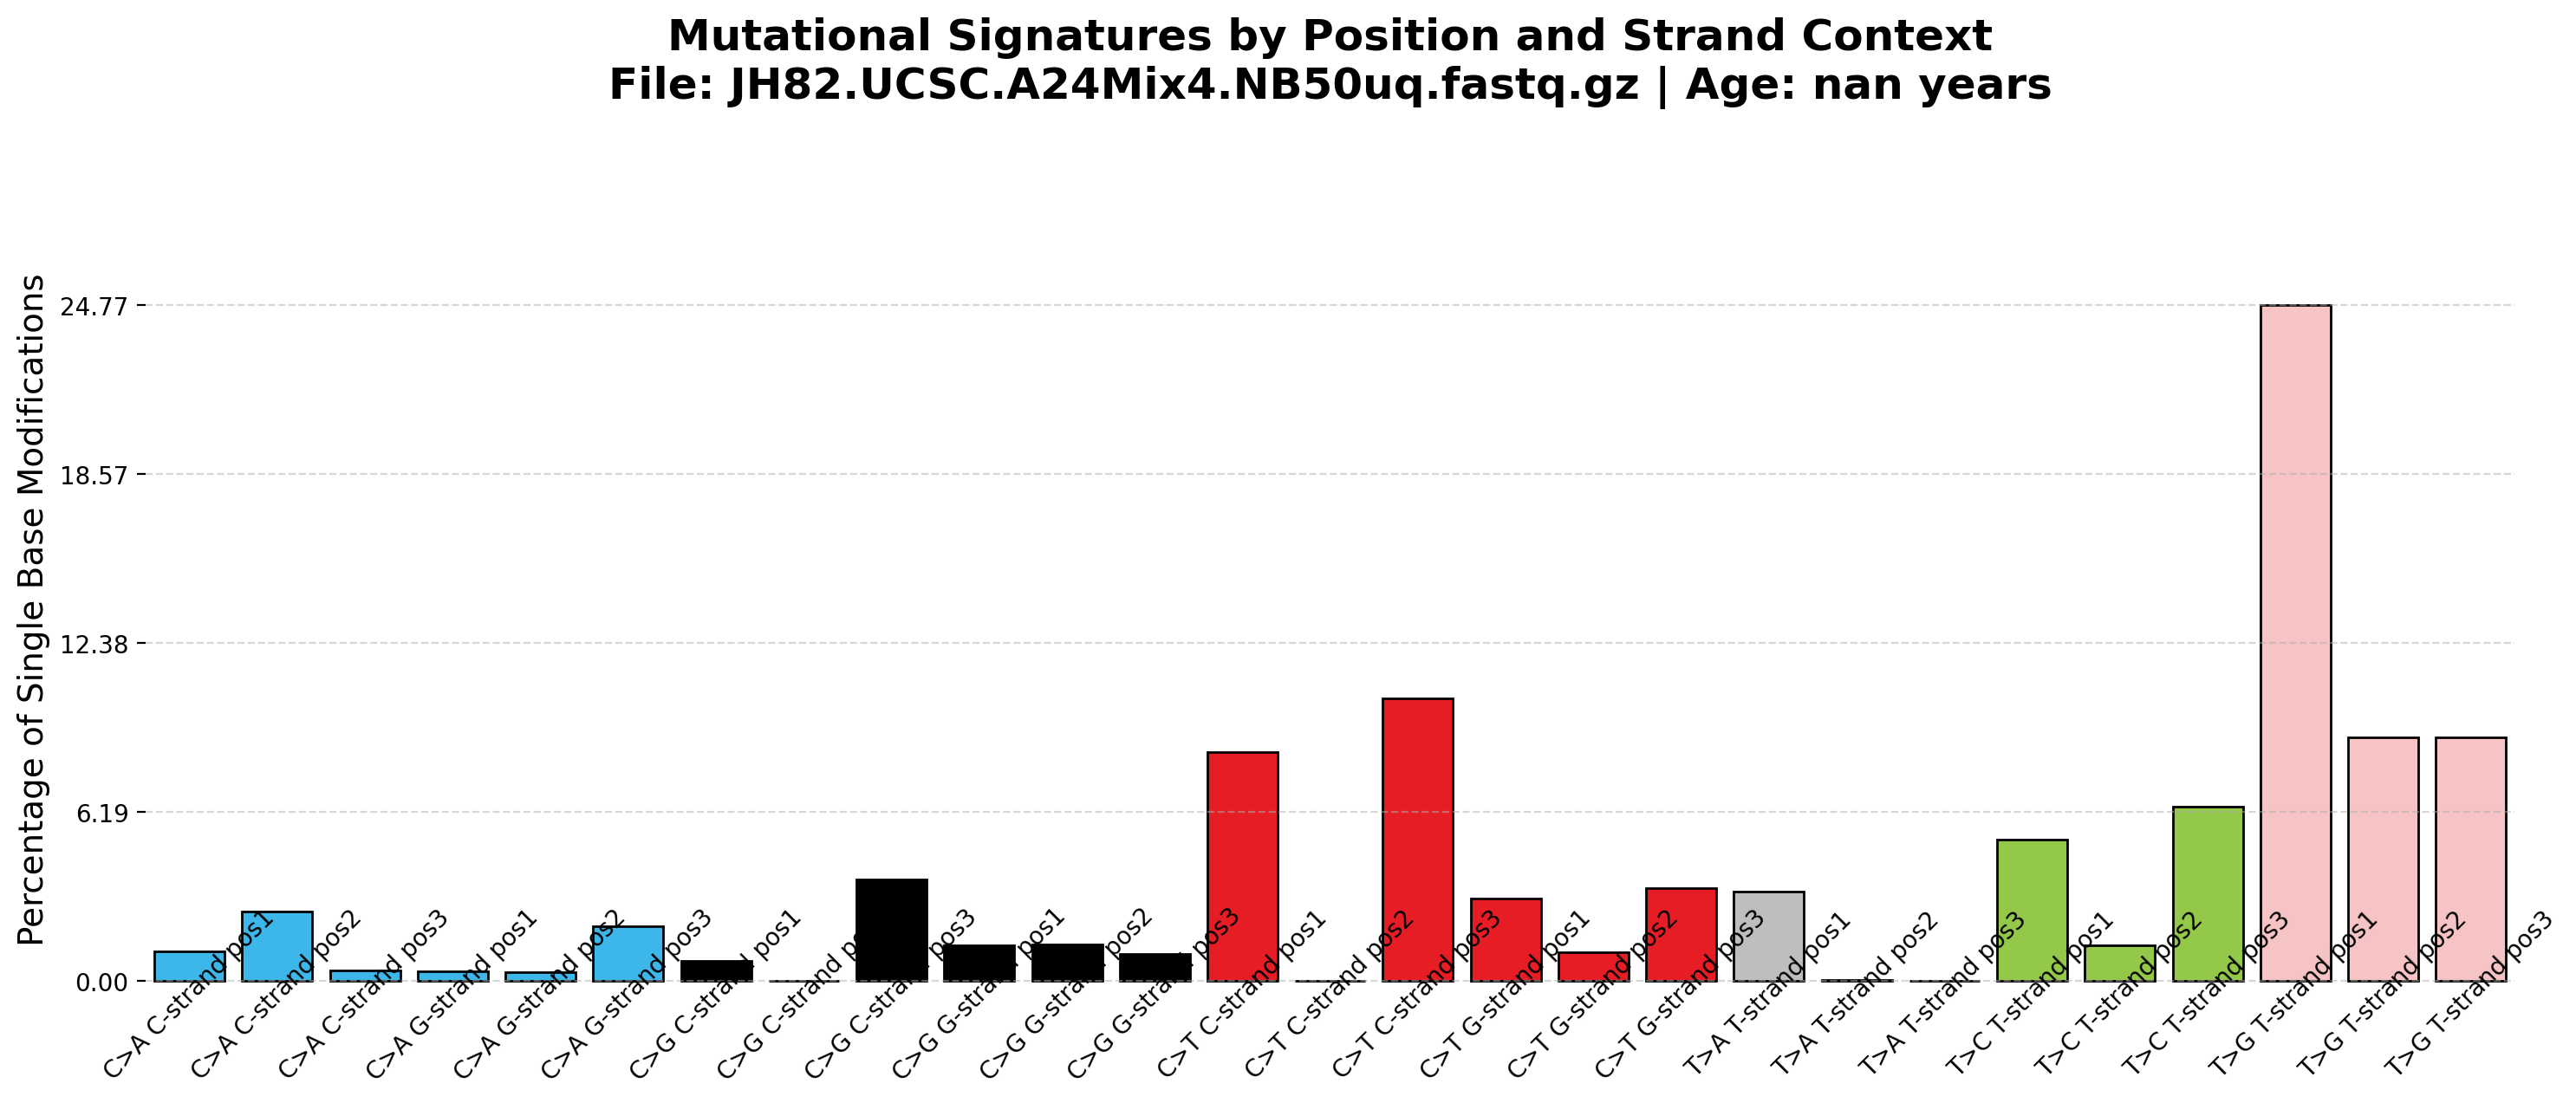 Mutational Signatures by Position and Strand Context
File: JH82.UCSC.A24Mix4.NB50uq.fastq.gz | Age: nan years
Percentage of Single Base Modifications
24.77
18.57
12.38
6.19
0.00
C>A C-strand pos1
C>A C-strand pos2
C>A C-strand pos3
C>A G-strand pos1
C>A G-strand pos2
C>A G-strand pos3
C>G C-strand pos1
C>G C-strand pos2
C>G C-strand pos3
C>G G-strand pos1
C>G G-strand pos2
C>G G-strand pos3
C>T C-strand pos1
C>T C-strand pos2
C>T C-strand pos3
C>T G-strand pos1
C>T G-strand pos2
C>T G-strand pos3
T>A T-strand pos1
T>A T-strand pos2
T>A T-strand pos3
T>C T-strand pos1
T>C T-strand pos2
T>C T-strand pos3
T>G T-strand pos1
T>G T-strand pos2
T>G T-strand pos3